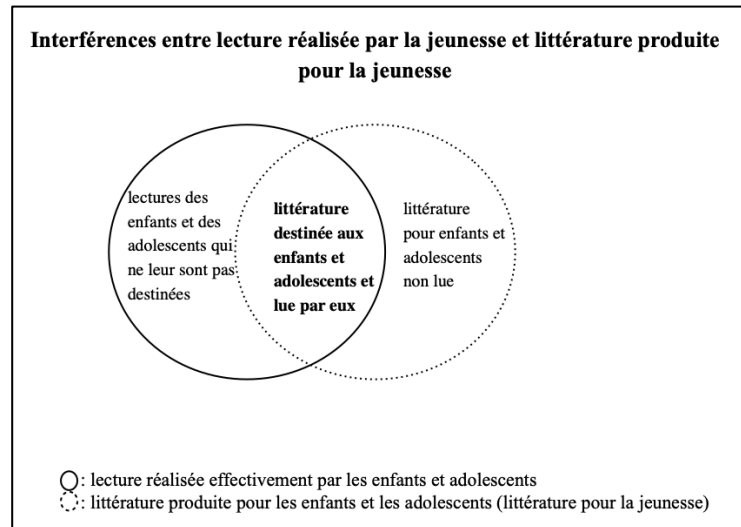 Interférences entre lecture réalisée par la jeunesse et littérature produite
pour la jeunesse
lectures des
enfants et des
adolescents qui
ne leur sont pas
destinées
littérature
destinée aux
enfants et
adolescents et
lue par eux
littérature
pour enfants et
adolescents
non lue
: lecture réalisée effectivement par les enfants et adolescents
: littérature produite pour les enfants et les adolescents (littérature pour la jeunesse)